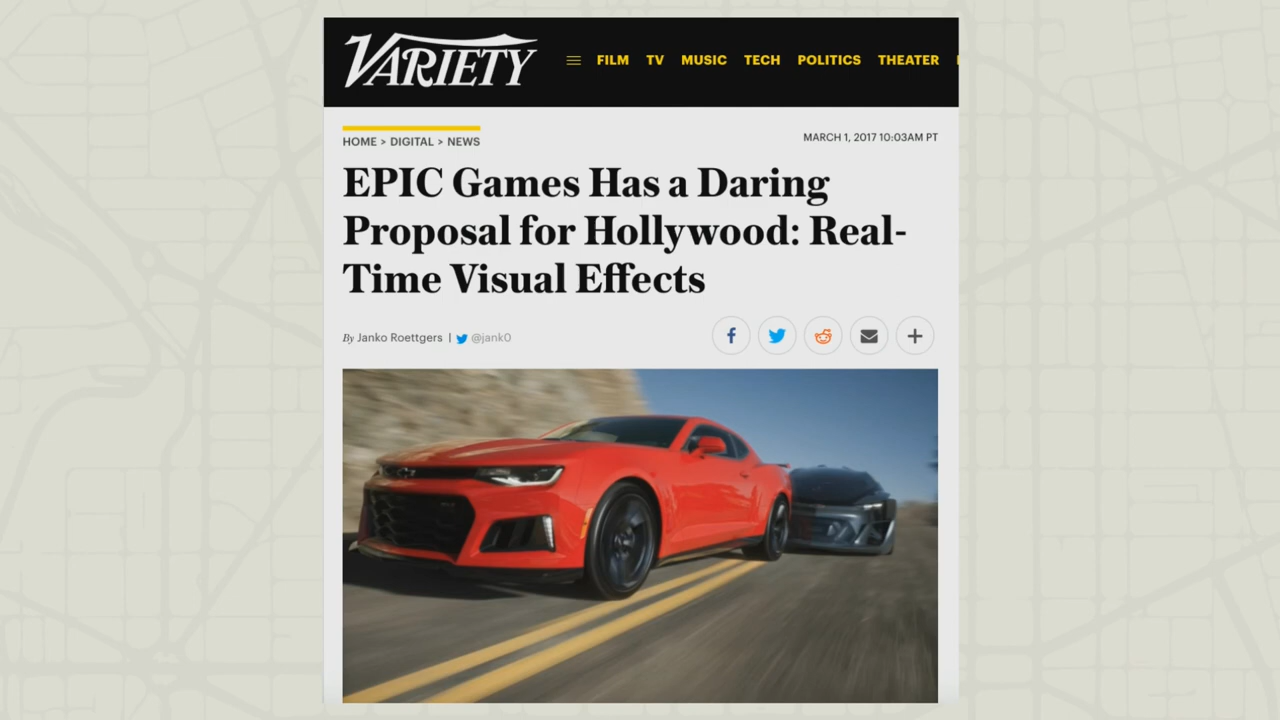 VARIETY
FILM TV MUSIC TECH POLITICS THEATER
HOME > DIGITAL > NEWS
MARCH 1, 2017 10:03AM PT
EPIC Games Has a Daring
Proposal for Hollywood: Real-
Time Visual Effects
By Janko Roettgers | @jank0